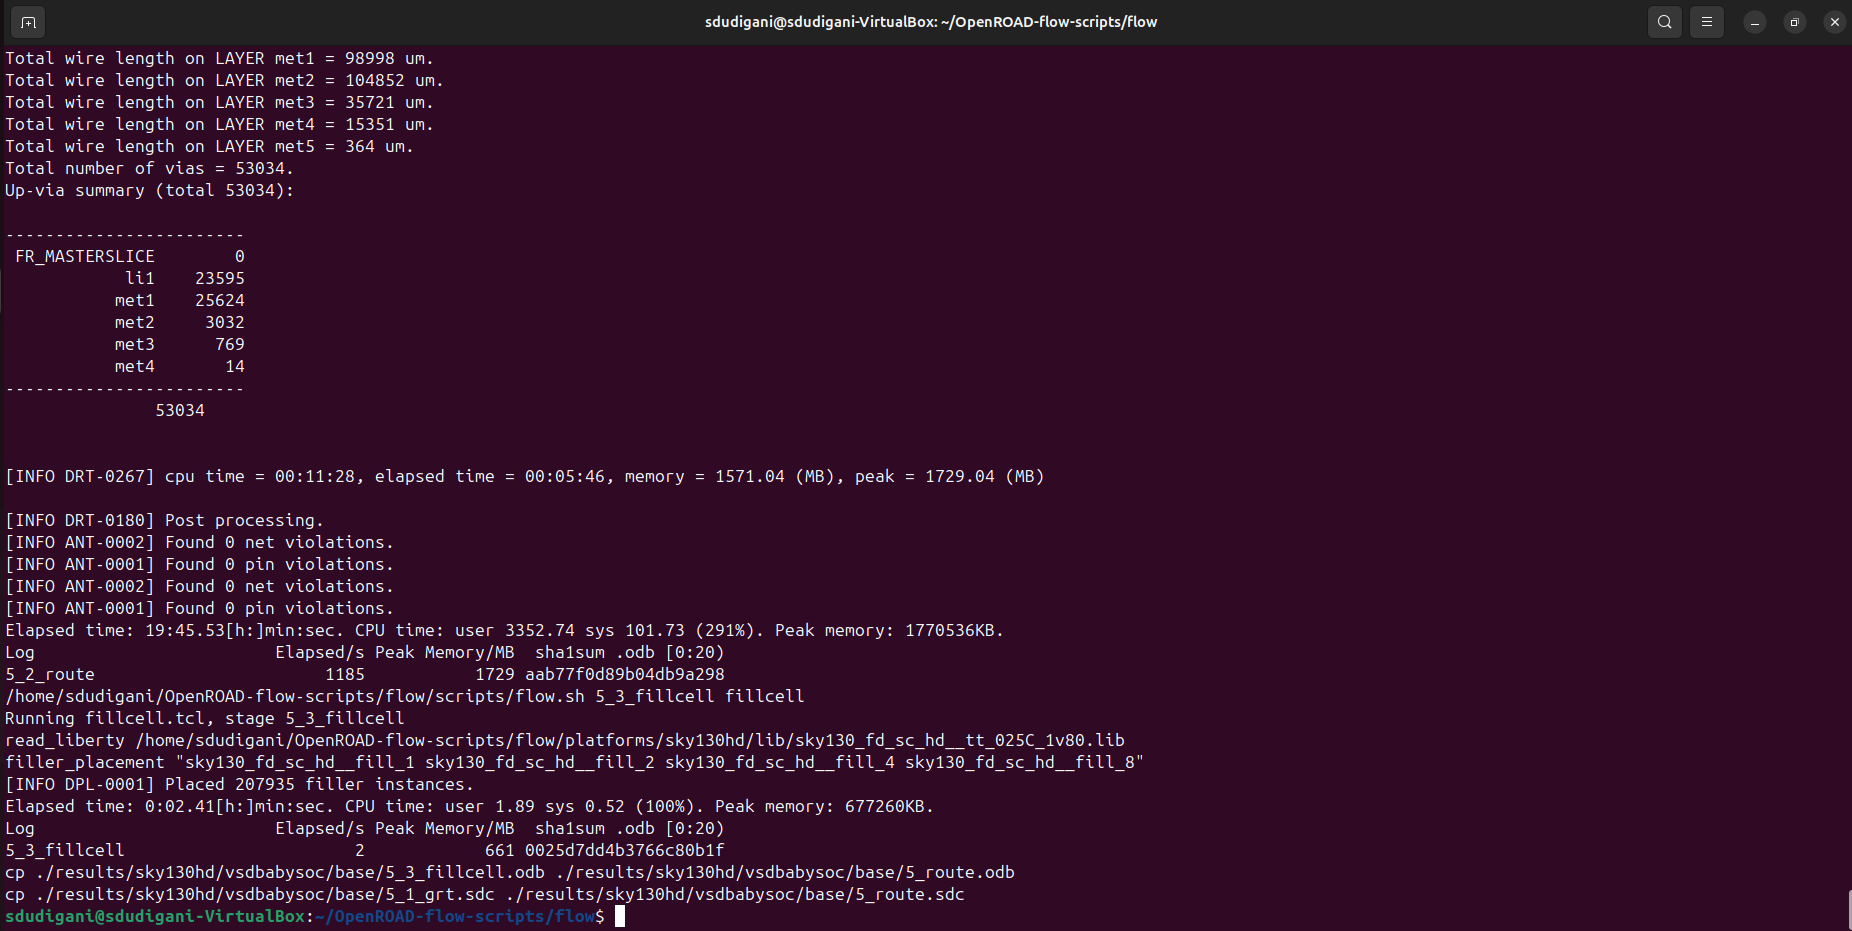 sdudigani@sdudigani-VirtualBox: ~/OpenROAD-flow-scripts/flow
Total wire length on LAYER met1 = 98998 um.
Total wire length on LAYER met2 = 104852 um.
Total wire length on LAYER met3 = 35721 um.
Total wire length on LAYER met4 = 15351 um.
Total wire length on LAYER met5 = 364 um.
Total number of vias = 53034.
Up-via summary (total 53034):
------------------------
FR_MASTERSLICE 0
li1 23595
met1 25624
met2 3032
met3 769
met4 14
------------------------
53034
[INFO DRT-0267] cpu time = 00:11:28, elapsed time = 00:05:46, memory = 1571.04 (MB), peak = 1729.04 (MB)
[INFO DRT-0180] Post processing.
[INFO ANT-0002] Found 0 net violations.
[INFO ANT-0001] Found 0 pin violations.
[INFO ANT-0002] Found 0 net violations.
[INFO ANT-0001] Found 0 pin violations.
Elapsed time: 19:45.53[h:]min:sec. CPU time: user 3352.74 sys 101.73 (291%). Peak memory: 1770536KB.
Log Elapsed/s Peak Memory/MB sha1sum .odb [0:20)
5_2_route 1185 1729 aab77f0d89b04db9a298
/home/sdudigani/OpenROAD-flow-scripts/flow/scripts/flow.sh 5_3_fillcell fillcell
Running fillcell.tcl, stage 5_3_fillcell
read_liberty /home/sdudigani/OpenROAD-flow-scripts/flow/platforms/sky130hd/lib/sky130_fd_sc_hd__tt_025C_1v80.lib
filler_placement "sky130_fd_sc_hd__fill_1 sky130_fd_sc_hd__fill_2 sky130_fd_sc_hd__fill_4 sky130_fd_sc_hd__fill_8"
[INFO DPL-0001] Placed 207935 filler instances.
Elapsed time: 0:02.41[h:]min:sec. CPU time: user 1.89 sys 0.52 (100%). Peak memory: 677260KB.
Log Elapsed/s Peak Memory/MB sha1sum .odb [0:20)
5_3_fillcell 2 661 0025d7dd4b3766c80b1f
cp ./results/sky130hd/vsdbabysoc/base/5_3_fillcell.odb ./results/sky130hd/vsdbabysoc/base/5_route.odb
cp ./results/sky130hd/vsdbabysoc/base/5_1_grt.sdc ./results/sky130hd/vsdbabysoc/base/5_route.sdc
sdudigani@sdudigani-VirtualBox:~/OpenROAD-flow-scripts/flow$